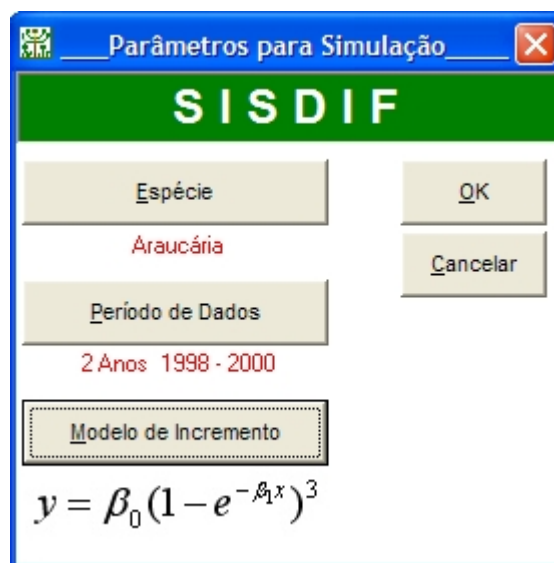 ___Parâmetros para Simulação____
SISDIF
Espécie
OK
Araucária
Cancelar
Período de Dados
2 Anos 1998 - 2000
Modelo de Incremento
y = β₀(1 − e^{−β₁x})³